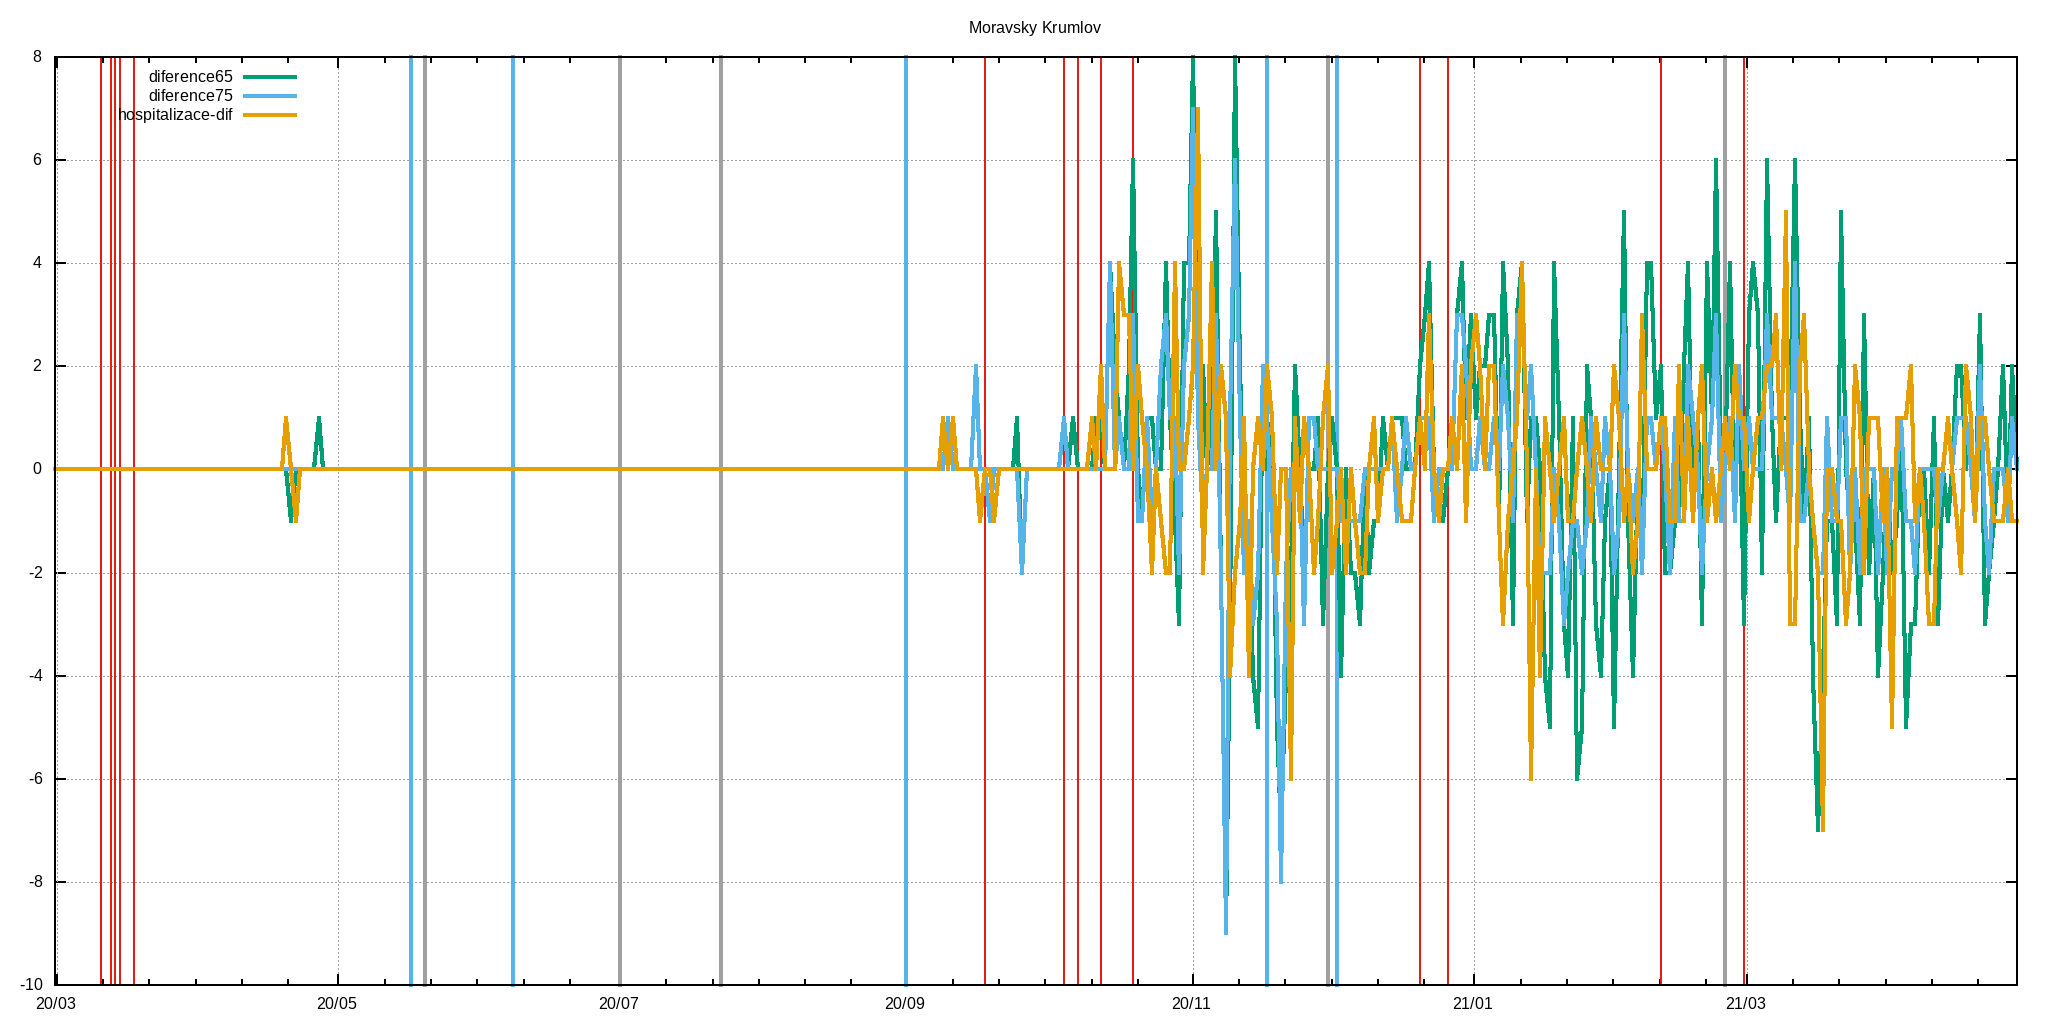 Moravsky Krumlov
8
6
4
2
0
-2
-4
-6
-8
-10
diference65
diference75
hospitalizace-dif
20/03 20/05 20/07 20/09 20/11 21/01 21/03